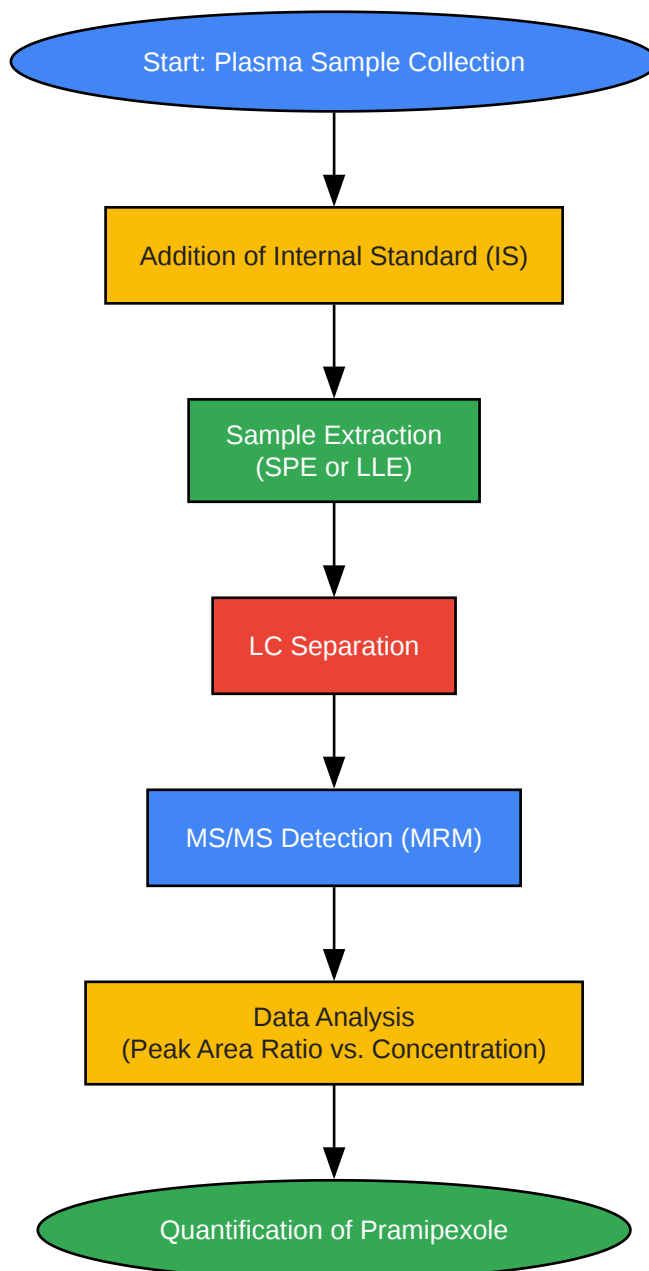 Start: Plasma Sample Collection
Addition of Internal Standard (IS)
Sample Extraction
(SPE or LLE)
LC Separation
MS/MS Detection (MRM)
Data Analysis
(Peak Area Ratio vs. Concentration)
Quantification of Pramipexole